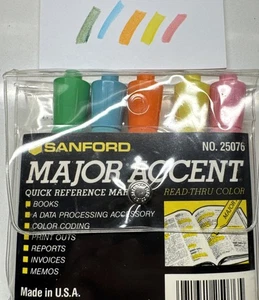 SANFORD NO. 25076
MAJOR ACCENT
QUICK REFERENCE READ-THRU COLOR
BOOKS
A DATA PROCESSING ACCESSORY
COLOR CODING
PRINT OUTS
REPORTS
INVOICES
MEMOS
MAJOR
Made in U.S.A.